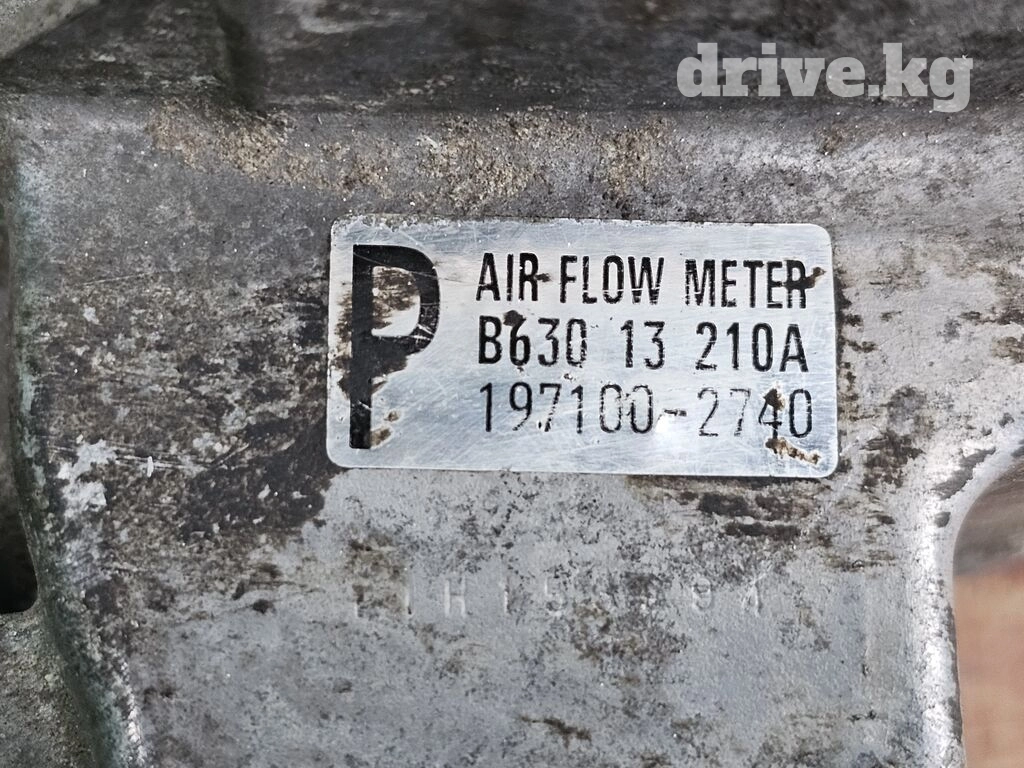 drive.kg
P
AIR FLOW METER
B630 13 210A
197100-2740